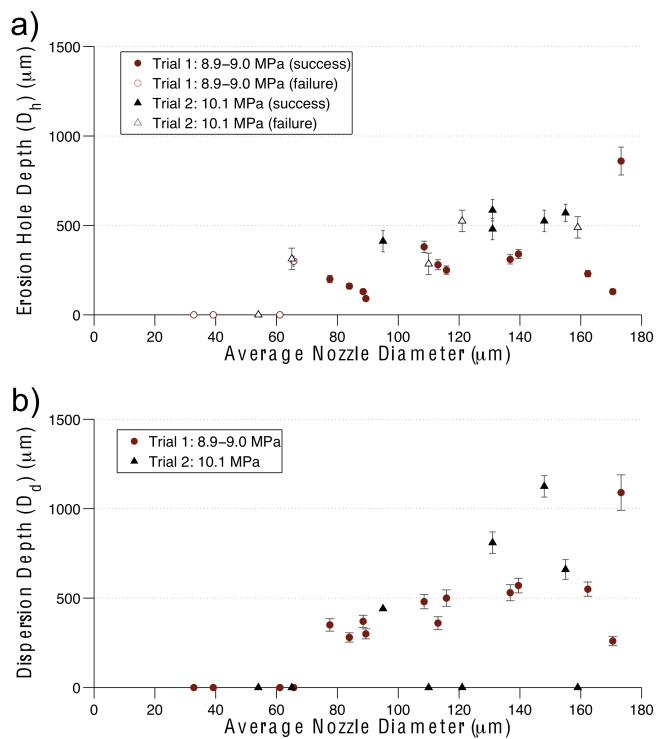 a)
1500
1000
500
0
Erosion Hole Depth (D_h) (μm)
Trial 1: 8.9–9.0 MPa (success)
Trial 1: 8.9–9.0 MPa (failure)
Trial 2: 10.1 MPa (success)
Trial 2: 10.1 MPa (failure)
0 20 40 60 80 100 120 140 160 180
Average Nozzle Diameter (μm)
b)
1500
1000
500
0
Dispersion Depth (D_d) (μm)
Trial 1: 8.9–9.0 MPa
Trial 2: 10.1 MPa
0 20 40 60 80 100 120 140 160 180
Average Nozzle Diameter (μm)